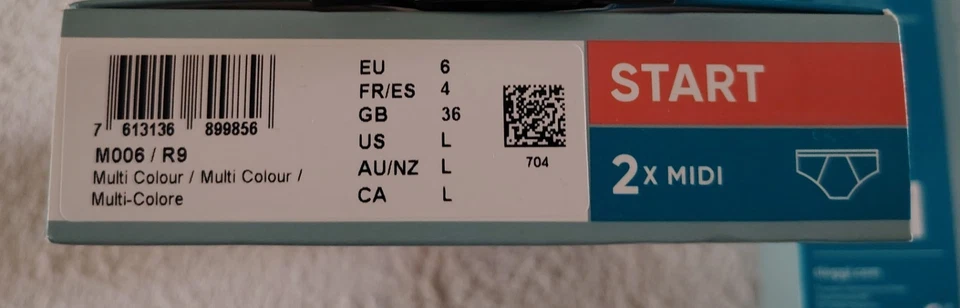 7 613136 899856
M006 / R9
Multi Colour / Multi Colour /
Multi-Colore
EU 6
FR/ES 4
GB 36
US L
AU/NZ L
CA L
704
START
2X MIDI